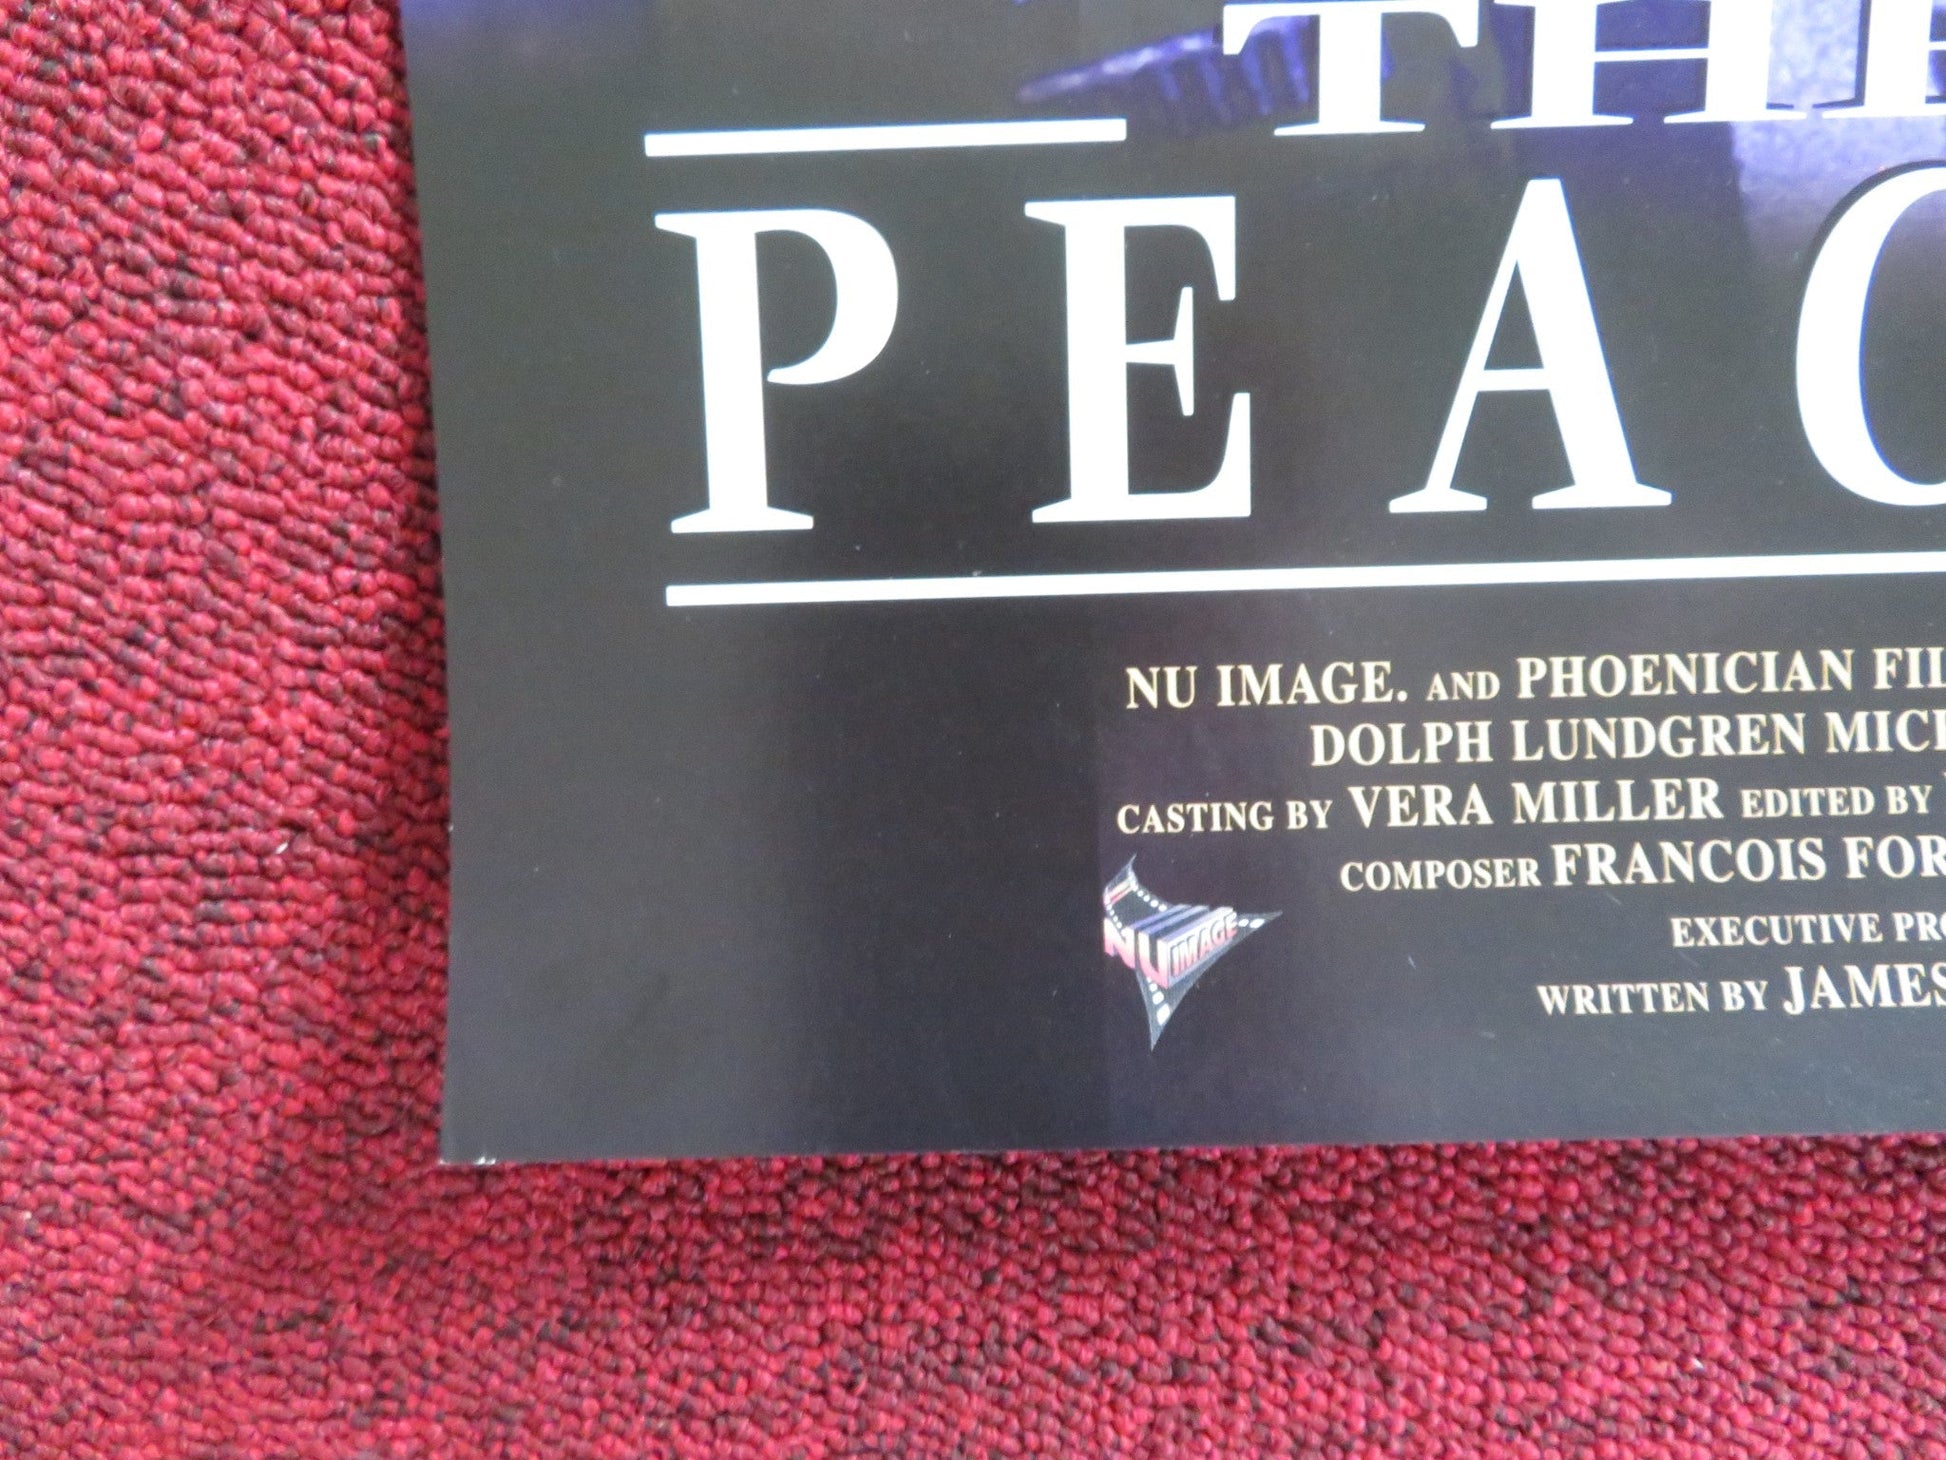 THE
PEAC
NU IMAGE. AND PHOENICIAN FIL
DOLPH LUNDGREN MICH
CASTING BY VERA MILLER EDITED BY
COMPOSER FRANCOIS FOR
EXECUTIVE PRO
WRITTEN BY JAMES
NU IMAGE